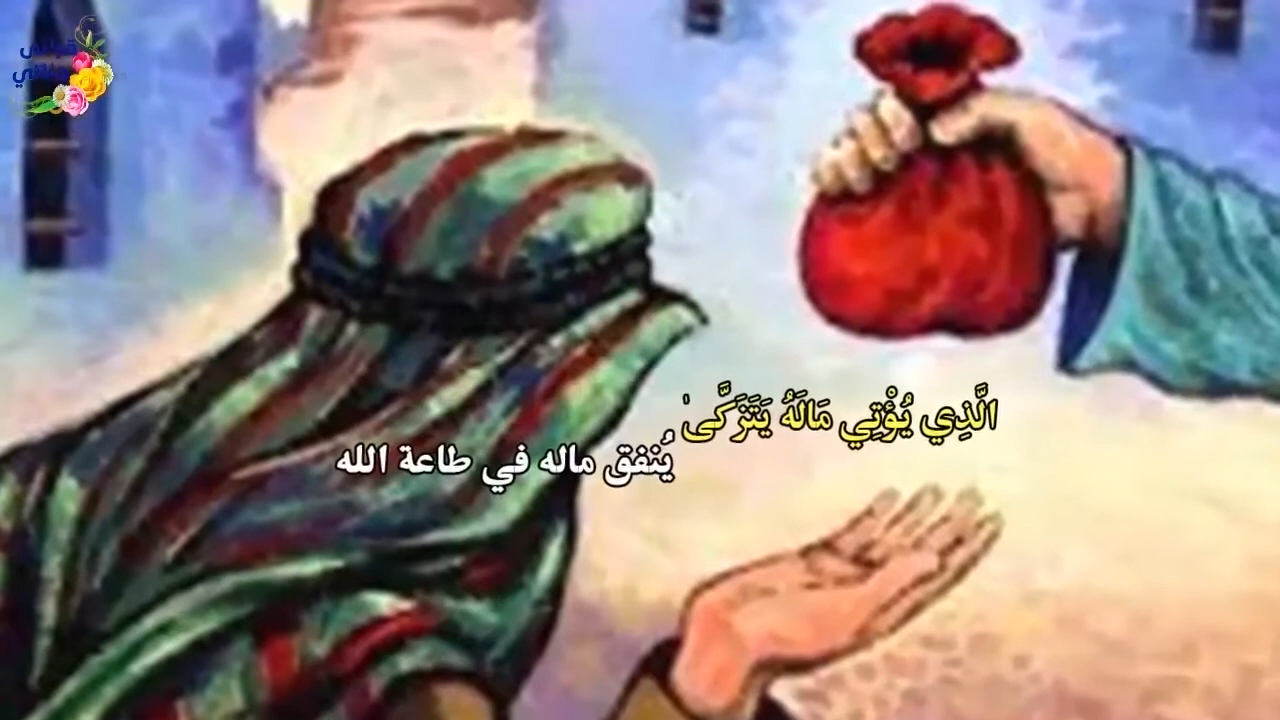 الَّذِي يُؤْتِي مَالَهُ يَتَزَكَّىٰ
يُنفق ماله في طاعة الله